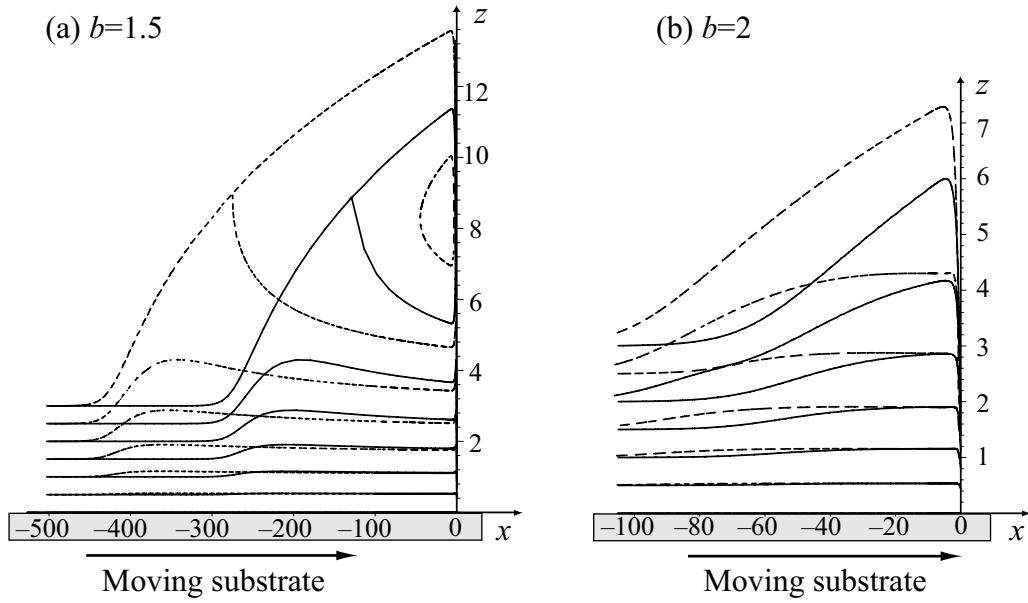 (a) b=1.5
z
12
10
8
6
4
2
–500 –400 –300 –200 –100 0 x
Moving substrate
(b) b=2
z
7
6
5
4
3
2
1
–100 –80 –60 –40 –20 0 x
Moving substrate